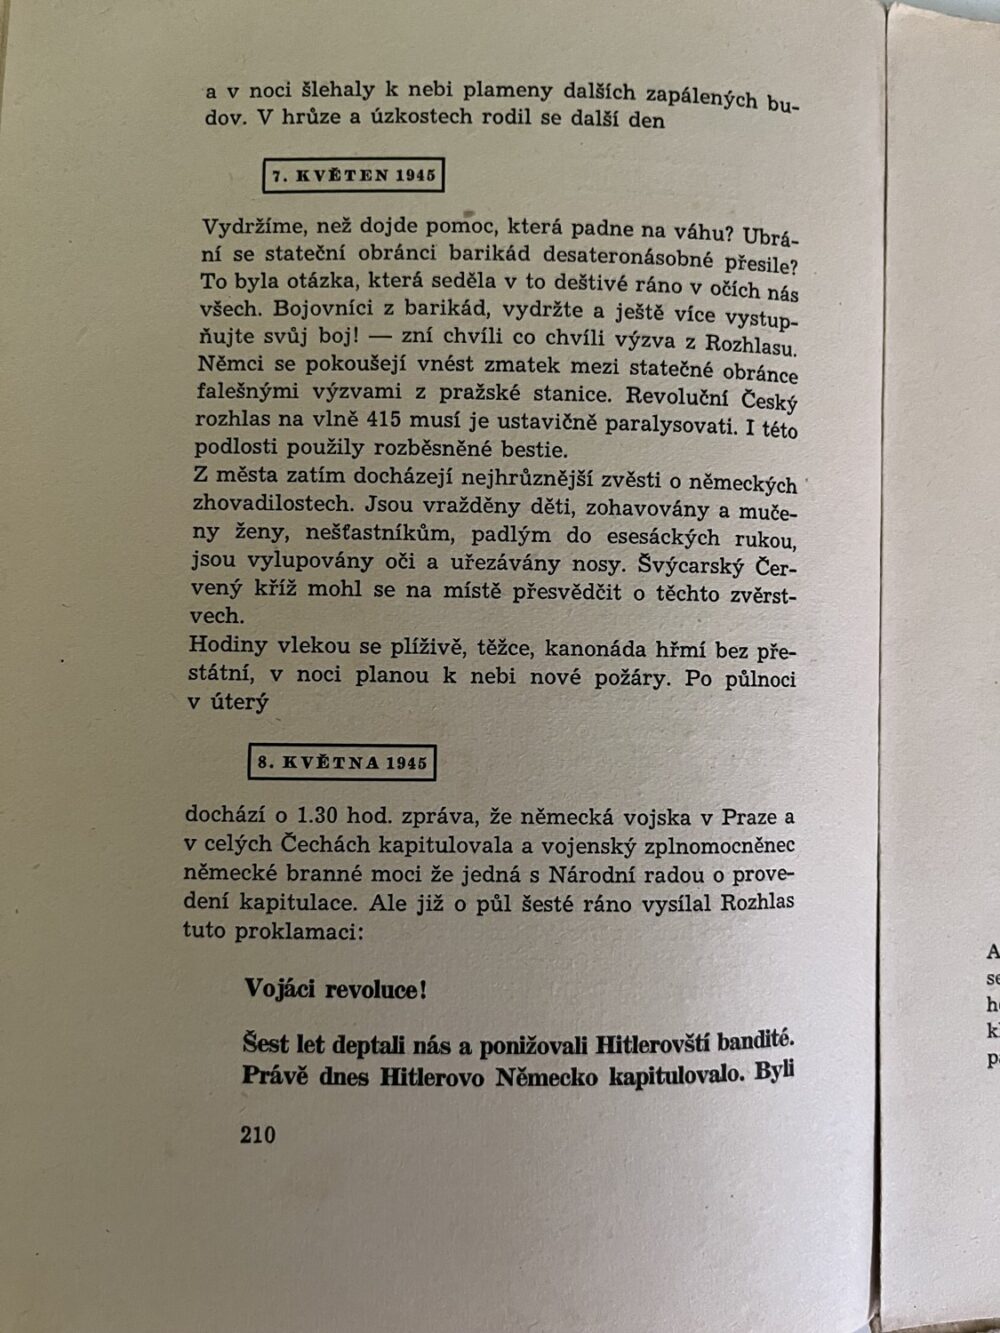 a v noci šlehaly k nebi plameny dalších zapálených bu-
dov. V hrůze a úzkostech rodil se další den
7. KVĚTEN 1945
Vydržíme, než dojde pomoc, která padne na váhu? Ubrá-
ní se stateční obránci barikád desateronásobné přesile?
To byla otázka, která seděla v to deštivé ráno v očích nás
všech. Bojovníci z barikád, vydržte a ještě více vystup-
ňujte svůj boj! — zní chvíli co chvíli výzva z Rozhlasu.
Němci se pokoušejí vnést zmatek mezi statečné obránce
falešnými výzvami z pražské stanice. Revoluční Český
rozhlas na vlně 415 musí je ustavičně paralysovati. I této
podlosti použily rozběsněné bestie.
Z města zatím docházejí nejhrůznější zvěsti o německých
zhovadilostech. Jsou vražděny děti, zohavovány a muče-
ny ženy, nešťastníkům, padlým do esesáckých rukou,
jsou vylupovány oči a uřezávány nosy. Švýcarský Čer-
vený kříž mohl se na místě přesvědčit o těchto zvěrst-
vech.
Hodiny vlekou se plíživě, těžce, kanonáda hřmí bez pře-
státní, v noci planou k nebi nové požáry. Po půlnoci
v úterý
8. KVĚTNA 1945
dochází o 1.30 hod. zpráva, že německá vojska v Praze a
v celých Čechách kapitulovala a vojenský zplnomocněnec
německé branné moci že jedná s Národní radou o prove-
dení kapitulace. Ale již o půl šesté ráno vysílal Rozhlas
tuto proklamaci:
Vojáci revoluce!
Šest let deptali nás a ponižovali Hitlerovští bandité.
Právě dnes Hitlerovo Německo kapitulovalo. Byli
210
A
se